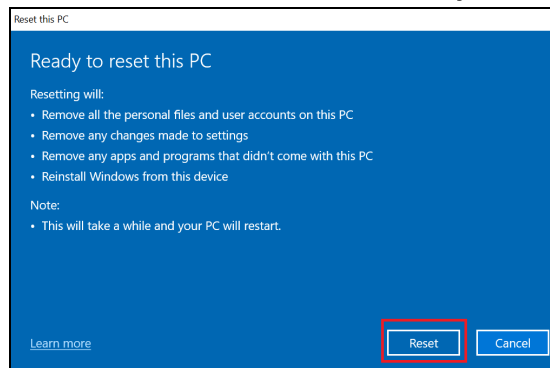 Reset this PC
Ready to reset this PC
Resetting will:
• Remove all the personal files and user accounts on this PC
• Remove any changes made to settings
• Remove any apps and programs that didn't come with this PC
• Reinstall Windows from this device
Note:
• This will take a while and your PC will restart.
Learn more
Reset
Cancel